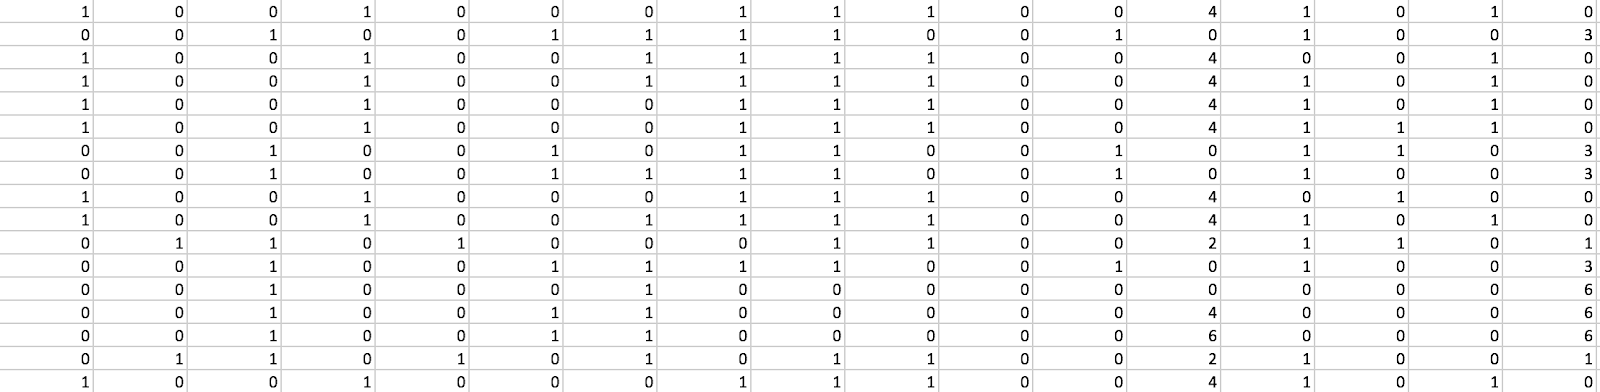 1 0 0 1 0 0 0 1 1 1 0 0 4 1 0 1 0
0 0 1 0 0 1 1 1 1 0 0 1 0 1 0 0 3
1 0 0 1 0 0 1 1 1 1 0 0 4 0 0 1 0
1 0 0 1 0 0 1 1 1 1 0 0 4 1 0 1 0
1 0 0 1 0 0 0 1 1 1 0 0 4 1 0 1 0
1 0 0 1 0 0 0 1 1 1 0 0 4 1 1 1 0
0 0 1 0 0 1 0 1 1 0 0 1 0 1 1 0 3
0 0 1 0 0 1 1 1 1 0 0 1 0 1 0 0 3
1 0 0 1 0 0 0 1 1 1 0 0 4 0 1 0 0
1 0 0 1 0 0 1 1 1 1 0 0 4 1 0 1 0
0 1 1 0 1 0 0 0 1 1 0 0 2 1 1 0 1
0 0 1 0 0 1 1 1 1 0 0 1 0 1 0 0 3
0 0 1 0 0 0 1 0 0 0 0 0 0 0 0 0 6
0 0 1 0 0 1 1 0 0 0 0 0 4 0 0 0 6
0 0 1 0 0 1 1 0 0 0 0 0 6 0 0 0 6
0 1 1 0 1 0 1 0 1 1 0 0 2 1 0 0 1
1 0 0 1 0 0 0 1 1 1 0 0 4 1 0 1 0